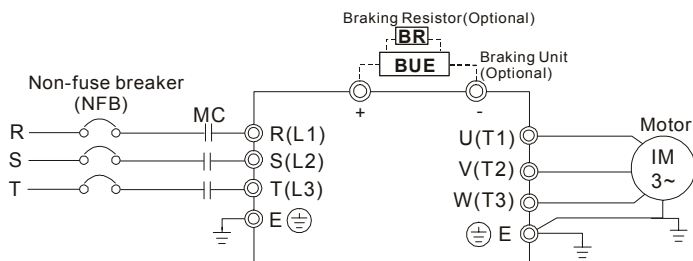 Braking Resistor(Optional)
BR
BUE
Braking Unit
(Optional)
Non-fuse breaker
(NFB)
MC
+
-
R
R(L1)
S
S(L2)
T
T(L3)
E
U(T1)
V(T2)
W(T3)
E
Motor
IM
3~